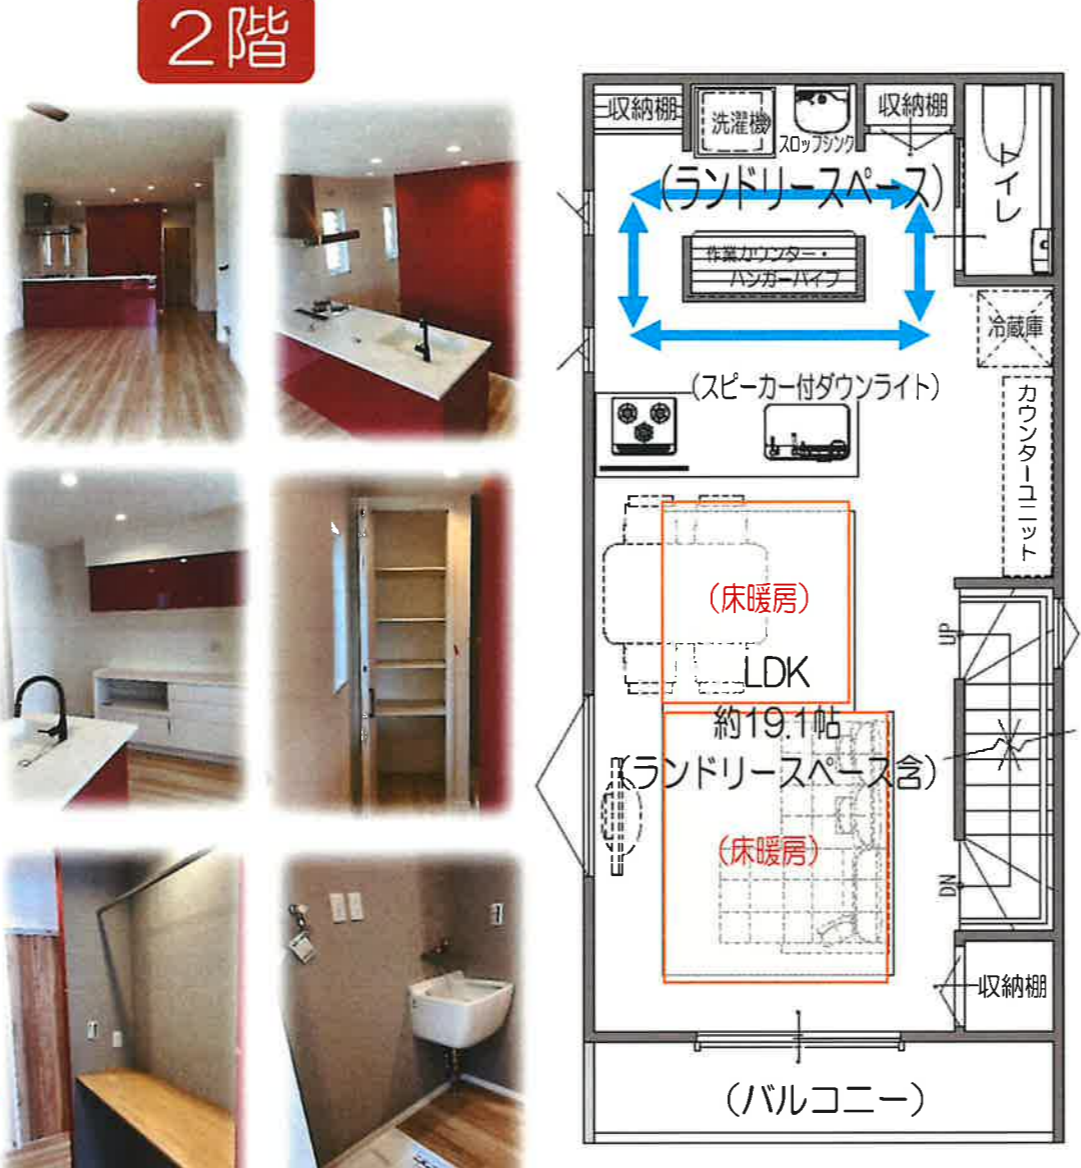 2階
収納棚
洗濯機
スロップシンク
収納棚
トイレ
(ランドリースペース)
作業カウンター・
ハンガーパイプ
冷蔵庫
(スピーカー付ダウンライト)
カウンターユニット
(床暖房)
UP
LDK
約19.1帖
(ランドリースペース含)
(床暖房)
DN
収納棚
(バルコニー)